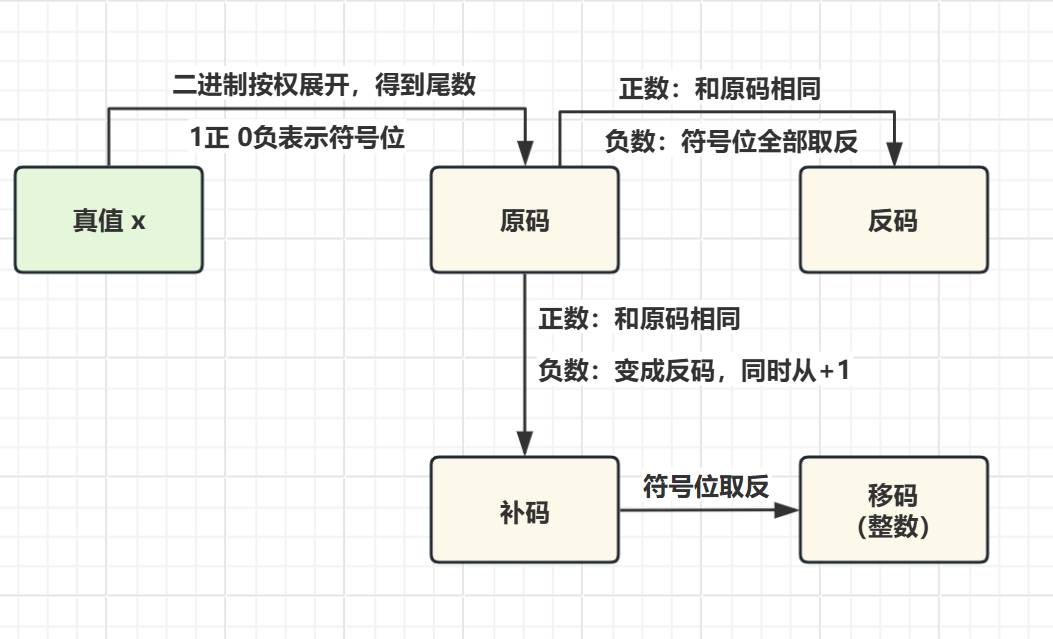 二进制按权展开，得到尾数
1正 0负表示符号位
正数：和原码相同
负数：符号位全部取反
真值 x
原码
反码
正数：和原码相同
负数：变成反码，同时从+1
补码
符号位取反
移码
（整数）